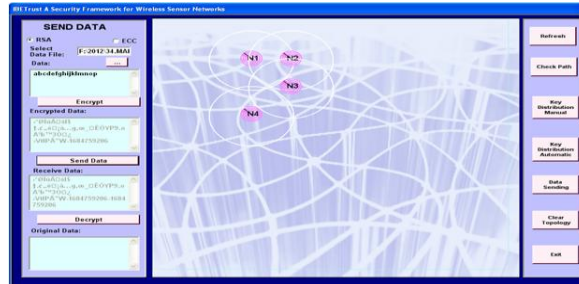 IBETrust A Security Framework for Wireless Sensor Networks
SEND DATA
RSA
ECC
Select
Data File:
F:\2012\34.MAI
Data:
...
abcdefghijklmnop
Encrypt
Encrypted Data:
Send Data
Receive Data:
Decrypt
Original Data:
N1
N2
N3
N4
Refresh
Check Path
Key
Distribution
Manual
Key
Distribution
Automatic
Data
Sending
Clear
Topology
Exit